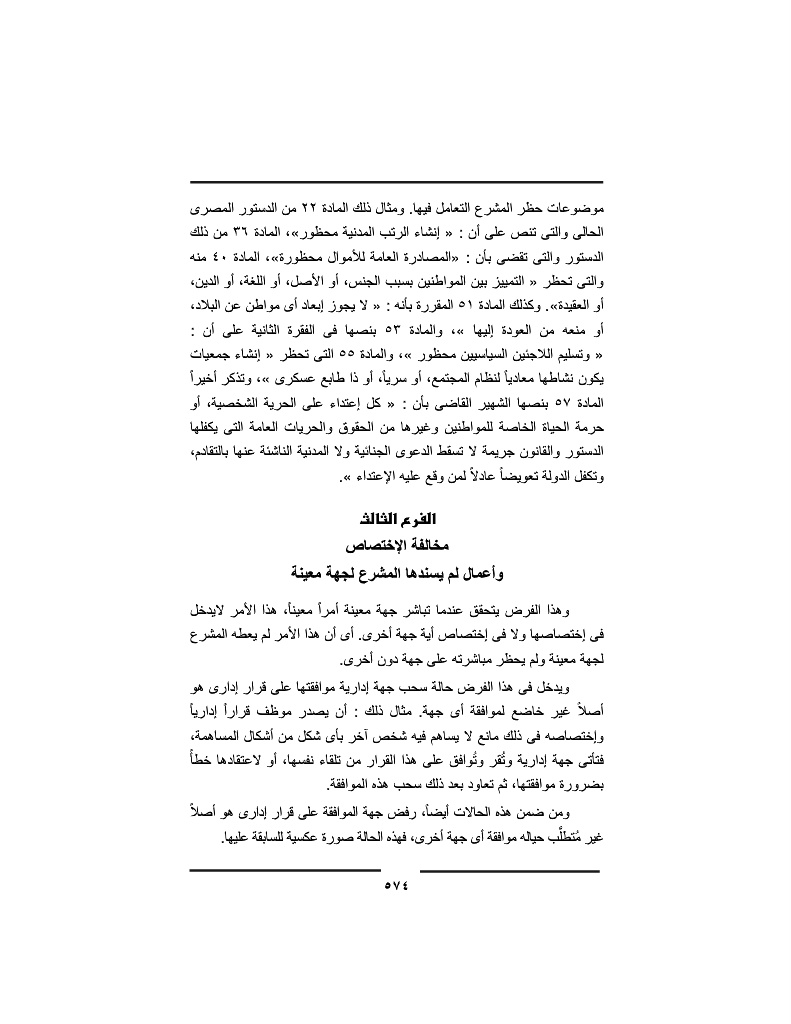 موضوعات حظر المشرع التعامل فيها. ومثال ذلك المادة ٢٢ من الدستور المصرى
الحالى والتى تنص على أن : « إنشاء الرتب المدنية محظور»، المادة ٣٦ من ذلك
الدستور والتى تقضى بأن : «المصادرة العامة للأموال محظورة»، المادة ٤٠ منه
والتى تحظر « التمييز بين المواطنين بسبب الجنس، أو الأصل، أو اللغة، أو الدين،
أو العقيدة». وكذلك المادة ٥١ المقررة بأنه : « لا يجوز إبعاد أى مواطن عن البلاد،
أو منعه من العودة إليها »، والمادة ٥٣ بنصها فى الفقرة الثانية على أن :
« وتسليم اللاجئين السياسيين محظور »، والمادة ٥٥ التى تحظر « إنشاء جمعيات
يكون نشاطها معادياً لنظام المجتمع، أو سرياً، أو ذا طابع عسكرى »، وتذكر أخيراً
المادة ٥٧ بنصها الشهير القاضى بأن : « كل إعتداء على الحرية الشخصية، أو
حرمة الحياة الخاصة للمواطنين وغيرها من الحقوق والحريات العامة التى يكفلها
الدستور والقانون جريمة لا تسقط الدعوى الجنائية ولا المدنية الناشئة عنها بالتقادم،
وتكفل الدولة تعويضاً عادلاً لمن وقع عليه الإعتداء ».
الفرع الثالث
مخالفة الإختصاص
وأعمال لم يسندها المشرع لجهة معينة
وهذا الفرض يتحقق عندما تباشر جهة معينة أمراً معيناً، هذا الأمر لايدخل
فى إختصاصها ولا فى إختصاص أية جهة أخرى. أى أن هذا الأمر لم يعطه المشرع
لجهة معينة ولم يحظر مباشرته على جهة دون أخرى.
ويدخل فى هذا الفرض حالة سحب جهة إدارية موافقتها على قرار إدارى هو
أصلاً غير خاضع لموافقة أى جهة. مثال ذلك : أن يصدر موظف قراراً إدارياً
وإختصاصه فى ذلك مانع لا يساهم فيه شخص آخر بأى شكل من أشكال المساهمة،
فتأتى جهة إدارية وتُقر وتُوافق على هذا القرار من تلقاء نفسها، أو لاعتقادها خطأً
بضرورة موافقتها، ثم تعاود بعد ذلك سحب هذه الموافقة.
ومن ضمن هذه الحالات أيضاً، رفض جهة الموافقة على قرار إدارى هو أصلاً
غير مُتطلَّب حياله موافقة أى جهة أخرى، فهذه الحالة صورة عكسية للسابقة عليها.
٥٧٤